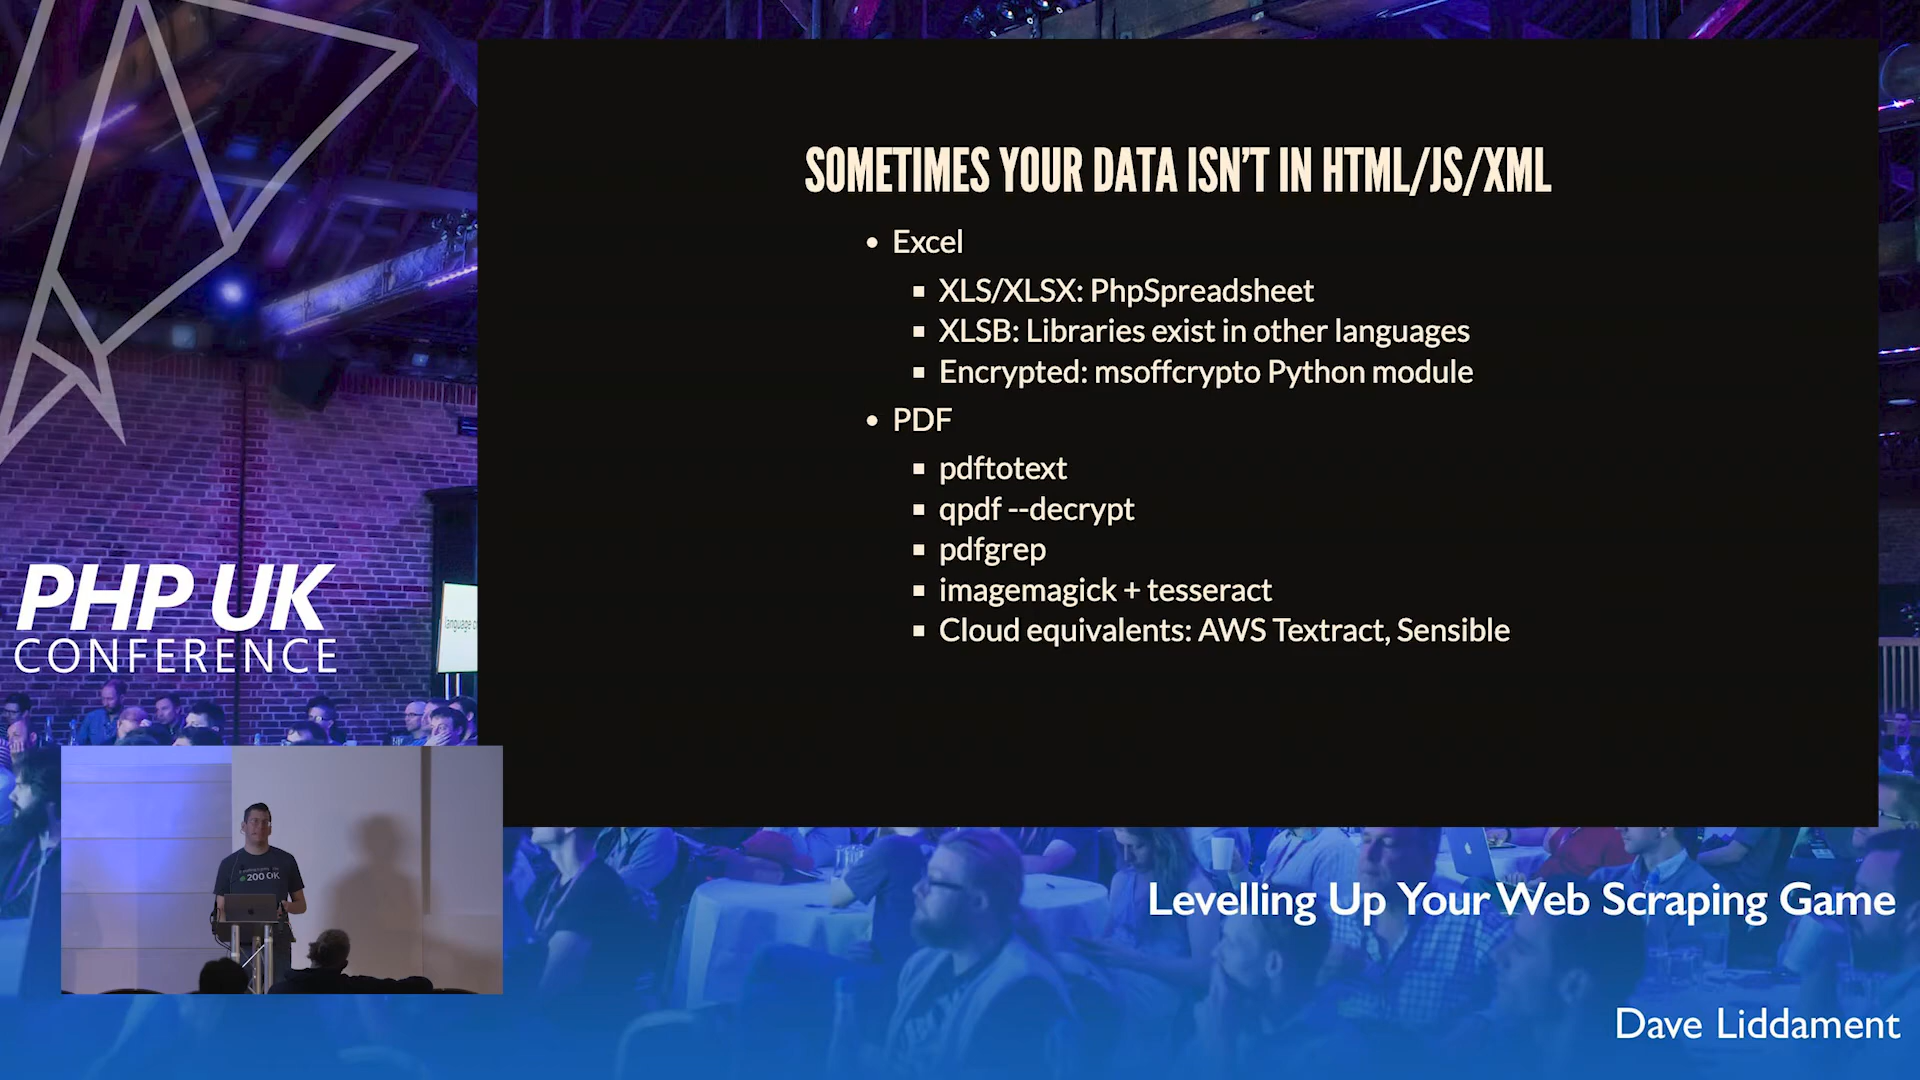 SOMETIMES YOUR DATA ISN'T IN HTML/JS/XML
• Excel
▪ XLS/XLSX: PhpSpreadsheet
▪ XLSB: Libraries exist in other languages
▪ Encrypted: msoffcrypto Python module
• PDF
▪ pdftotext
▪ qpdf --decrypt
▪ pdfgrep
▪ imagemagick + tesseract
▪ Cloud equivalents: AWS Textract, Sensible
PHP UK
CONFERENCE
language
200 OK
Levelling Up Your Web Scraping Game
Dave Liddament